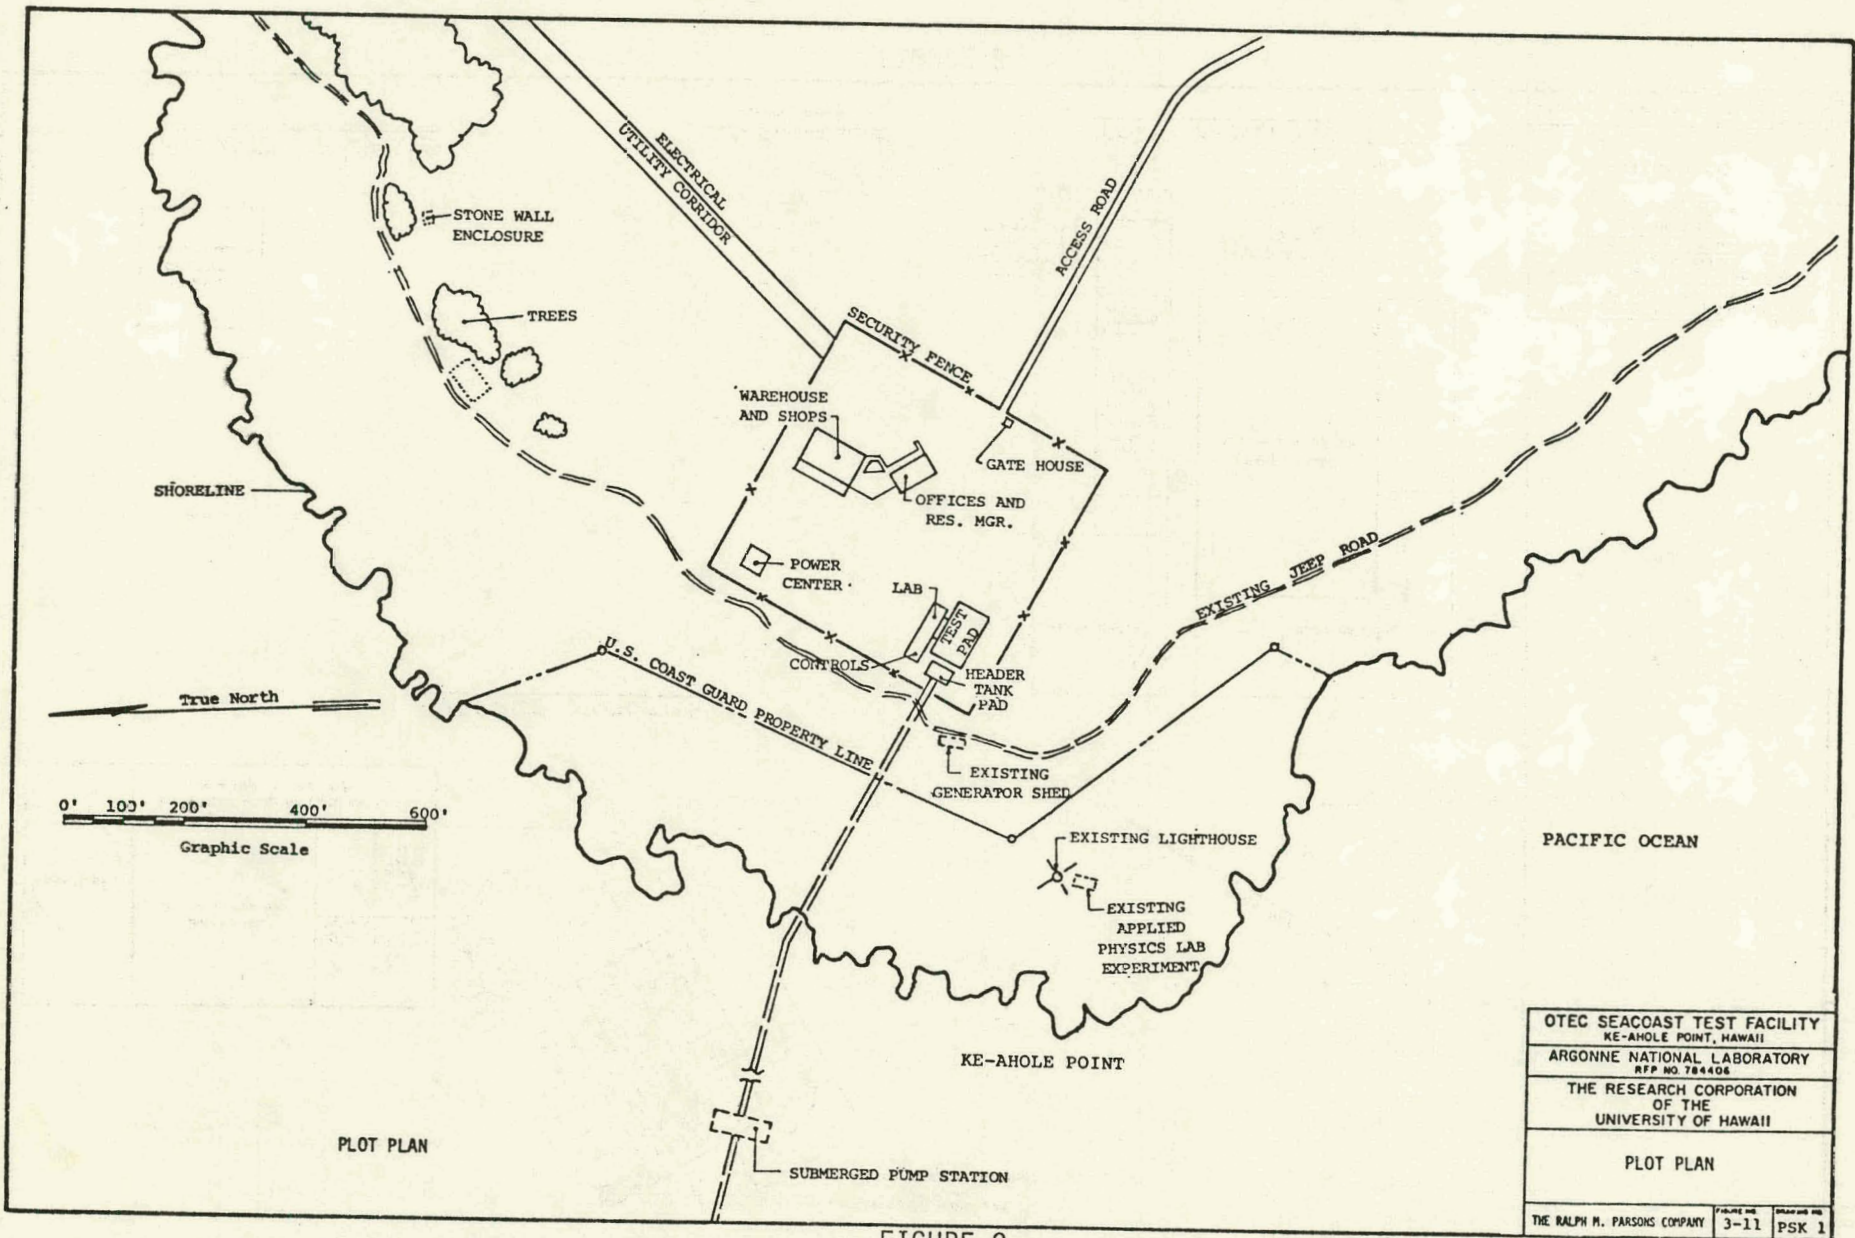 ELECTRICAL
UTILITY CORRIDOR
ACCESS ROAD
STONE WALL
ENCLOSURE
TREES
SECURITY FENCE
WAREHOUSE
AND SHOPS
GATE HOUSE
SHORELINE
OFFICES AND
RES. MGR.
POWER
CENTER
LAB
TEST
PAD
EXISTING JEEP ROAD
CONTROLS
HEADER
TANK
PAD
U.S. COAST GUARD PROPERTY LINE
True North
EXISTING
GENERATOR SHED
0' 100' 200' 400' 600'
Graphic Scale
EXISTING LIGHTHOUSE
PACIFIC OCEAN
EXISTING
APPLIED
PHYSICS LAB
EXPERIMENT
KE-AHOLE POINT
PLOT PLAN
SUBMERGED PUMP STATION
OTEC SEACOAST TEST FACILITY
KE-AHOLE POINT, HAWAII
ARGONNE NATIONAL LABORATORY
RFP NO. 784406
THE RESEARCH CORPORATION
OF THE
UNIVERSITY OF HAWAII
PLOT PLAN
THE RALPH M. PARSONS COMPANY
FIGURE NO.
3-11
DRAWING NO.
PSK 1